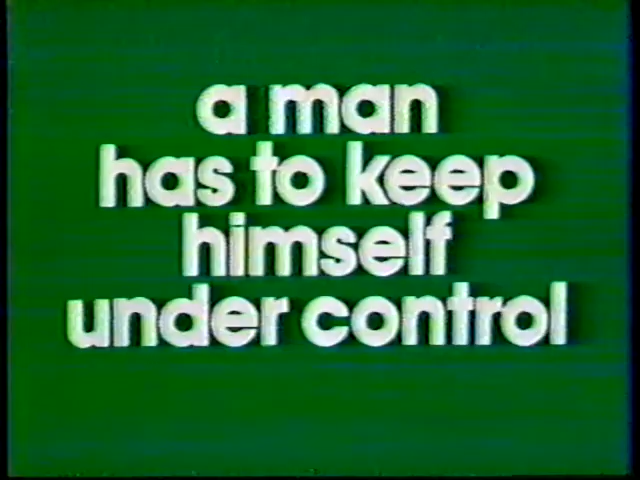 a man
has to keep
himself
under control